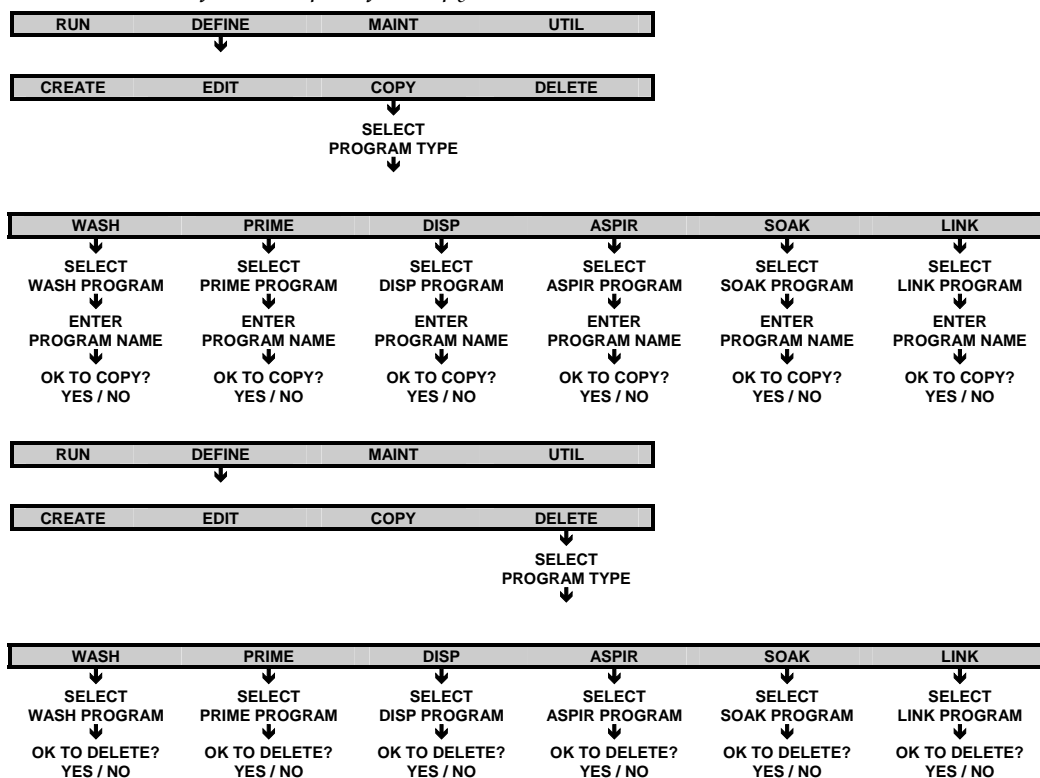 RUN DEFINE MAINT UTIL
CREATE EDIT COPY DELETE
SELECT
PROGRAM TYPE
WASH PRIME DISP ASPIR SOAK LINK
SELECT SELECT SELECT SELECT SELECT SELECT
WASH PROGRAM PRIME PROGRAM DISP PROGRAM ASPIR PROGRAM SOAK PROGRAM LINK PROGRAM
ENTER ENTER ENTER ENTER ENTER ENTER
PROGRAM NAME PROGRAM NAME PROGRAM NAME PROGRAM NAME PROGRAM NAME PROGRAM NAME
OK TO COPY? OK TO COPY? OK TO COPY? OK TO COPY? OK TO COPY? OK TO COPY?
YES / NO YES / NO YES / NO YES / NO YES / NO YES / NO
RUN DEFINE MAINT UTIL
CREATE EDIT COPY DELETE
SELECT
PROGRAM TYPE
WASH PRIME DISP ASPIR SOAK LINK
SELECT SELECT SELECT SELECT SELECT SELECT
WASH PROGRAM PRIME PROGRAM DISP PROGRAM ASPIR PROGRAM SOAK PROGRAM LINK PROGRAM
OK TO DELETE? OK TO DELETE? OK TO DELETE? OK TO DELETE? OK TO DELETE? OK TO DELETE?
YES / NO YES / NO YES / NO YES / NO YES / NO YES / NO